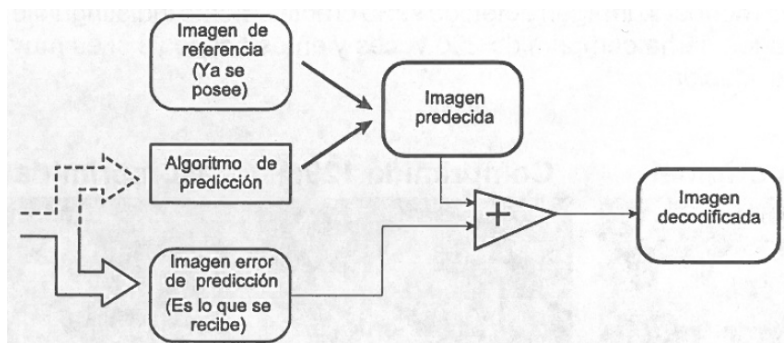 Imagen de
referencia
(Ya se
posee)
Imagen
predecida
Algoritmo de
predicción
Imagen
decodificada
+
Imagen error
de predicción
(Es lo que se
recibe)